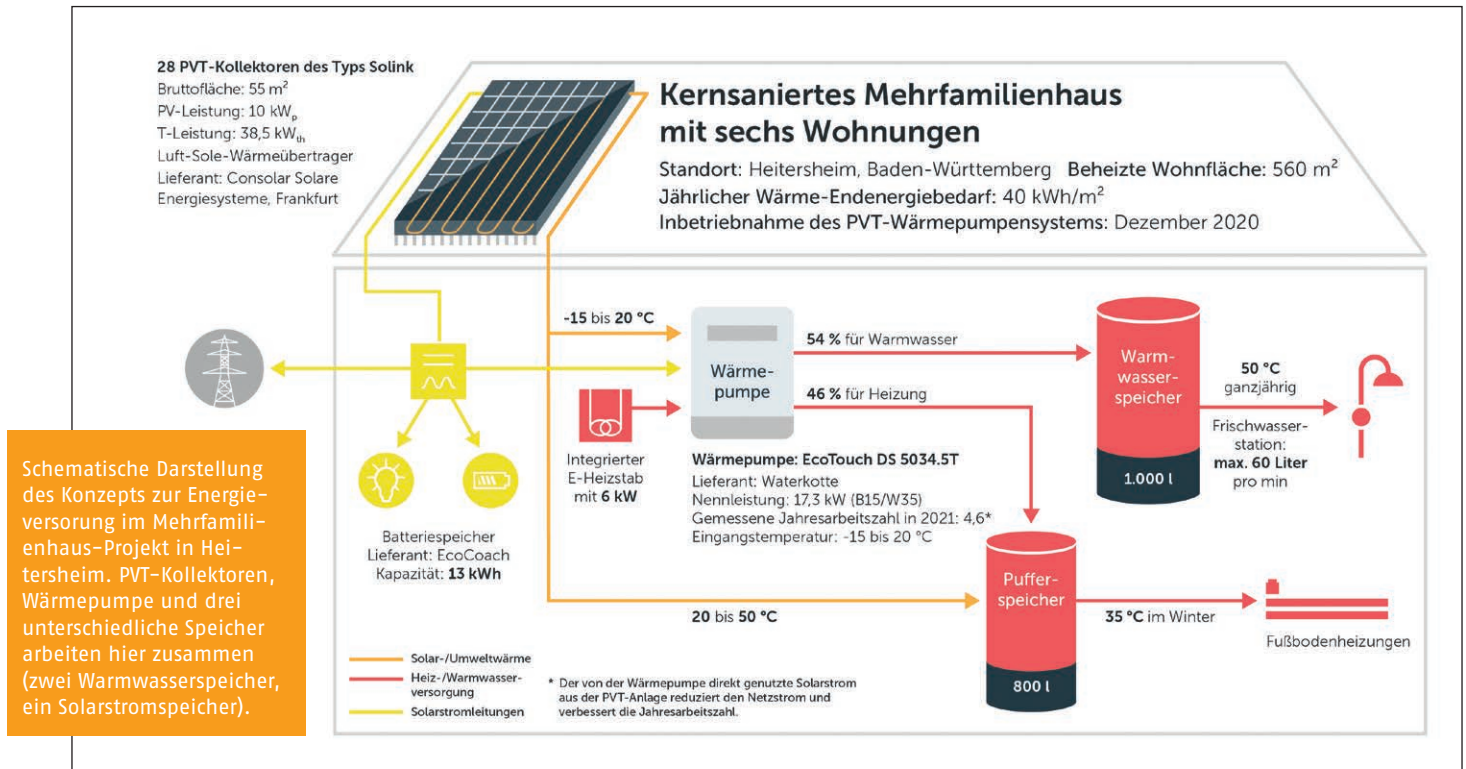 28 PVT-Kollektoren des Typs Solink
Bruttofläche: 55 m²
PV-Leistung: 10 kWₚ
T-Leistung: 38,5 kWₜₕ
Luft-Sole-Wärmeübertrager
Lieferant: Consolar Solare
Energiesysteme, Frankfurt
Kernsaniertes Mehrfamilienhaus
mit sechs Wohnungen
Standort: Heitersheim, Baden-Württemberg Beheizte Wohnfläche: 560 m²
Jährlicher Wärme-Endenergiebedarf: 40 kWh/m²
Inbetriebnahme des PVT-Wärmepumpensystems: Dezember 2020
-15 bis 20 °C
Wärme-
pumpe
54 % für Warmwasser
46 % für Heizung
Warm-
wasser-
speicher
1.000 l
50 °C
ganzjährig
Frischwasser-
station:
max. 60 Liter
pro min
Integrierter
E-Heizstab
mit 6 kW
Wärmepumpe: EcoTouch DS 5034.5T
Lieferant: Waterkotte
Nennleistung: 17,3 kW (B15/W35)
Gemessene Jahresarbeitszahl in 2021: 4,6*
Eingangstemperatur: -15 bis 20 °C
Batteriespeicher
Lieferant: EcoCoach
Kapazität: 13 kWh
20 bis 50 °C
Puffer-
speicher
800 l
35 °C im Winter
Fußbodenheizungen
Solar-/Umweltwärme
Heiz-/Warmwasser-
versorgung
Solarstromleitungen
* Der von der Wärmepumpe direkt genutzte Solarstrom
aus der PVT-Anlage reduziert den Netzstrom und
verbessert die Jahresarbeitszahl.
Schematische Darstellung
des Konzepts zur Energie-
versorung im Mehrfamili-
enhaus-Projekt in Hei-
tersheim. PVT-Kollektoren,
Wärmepumpe und drei
unterschiedliche Speicher
arbeiten hier zusammen
(zwei Warmwasserspeicher,
ein Solarstromspeicher).